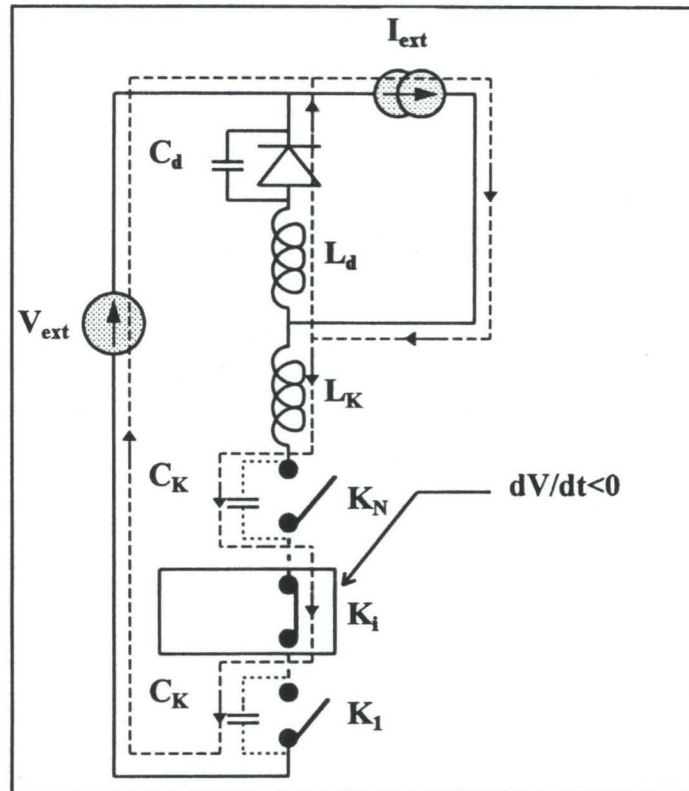 I_ext
C_d
L_d
V_ext
L_K
C_K
K_N
dV/dt<0
K_i
C_K
K_1